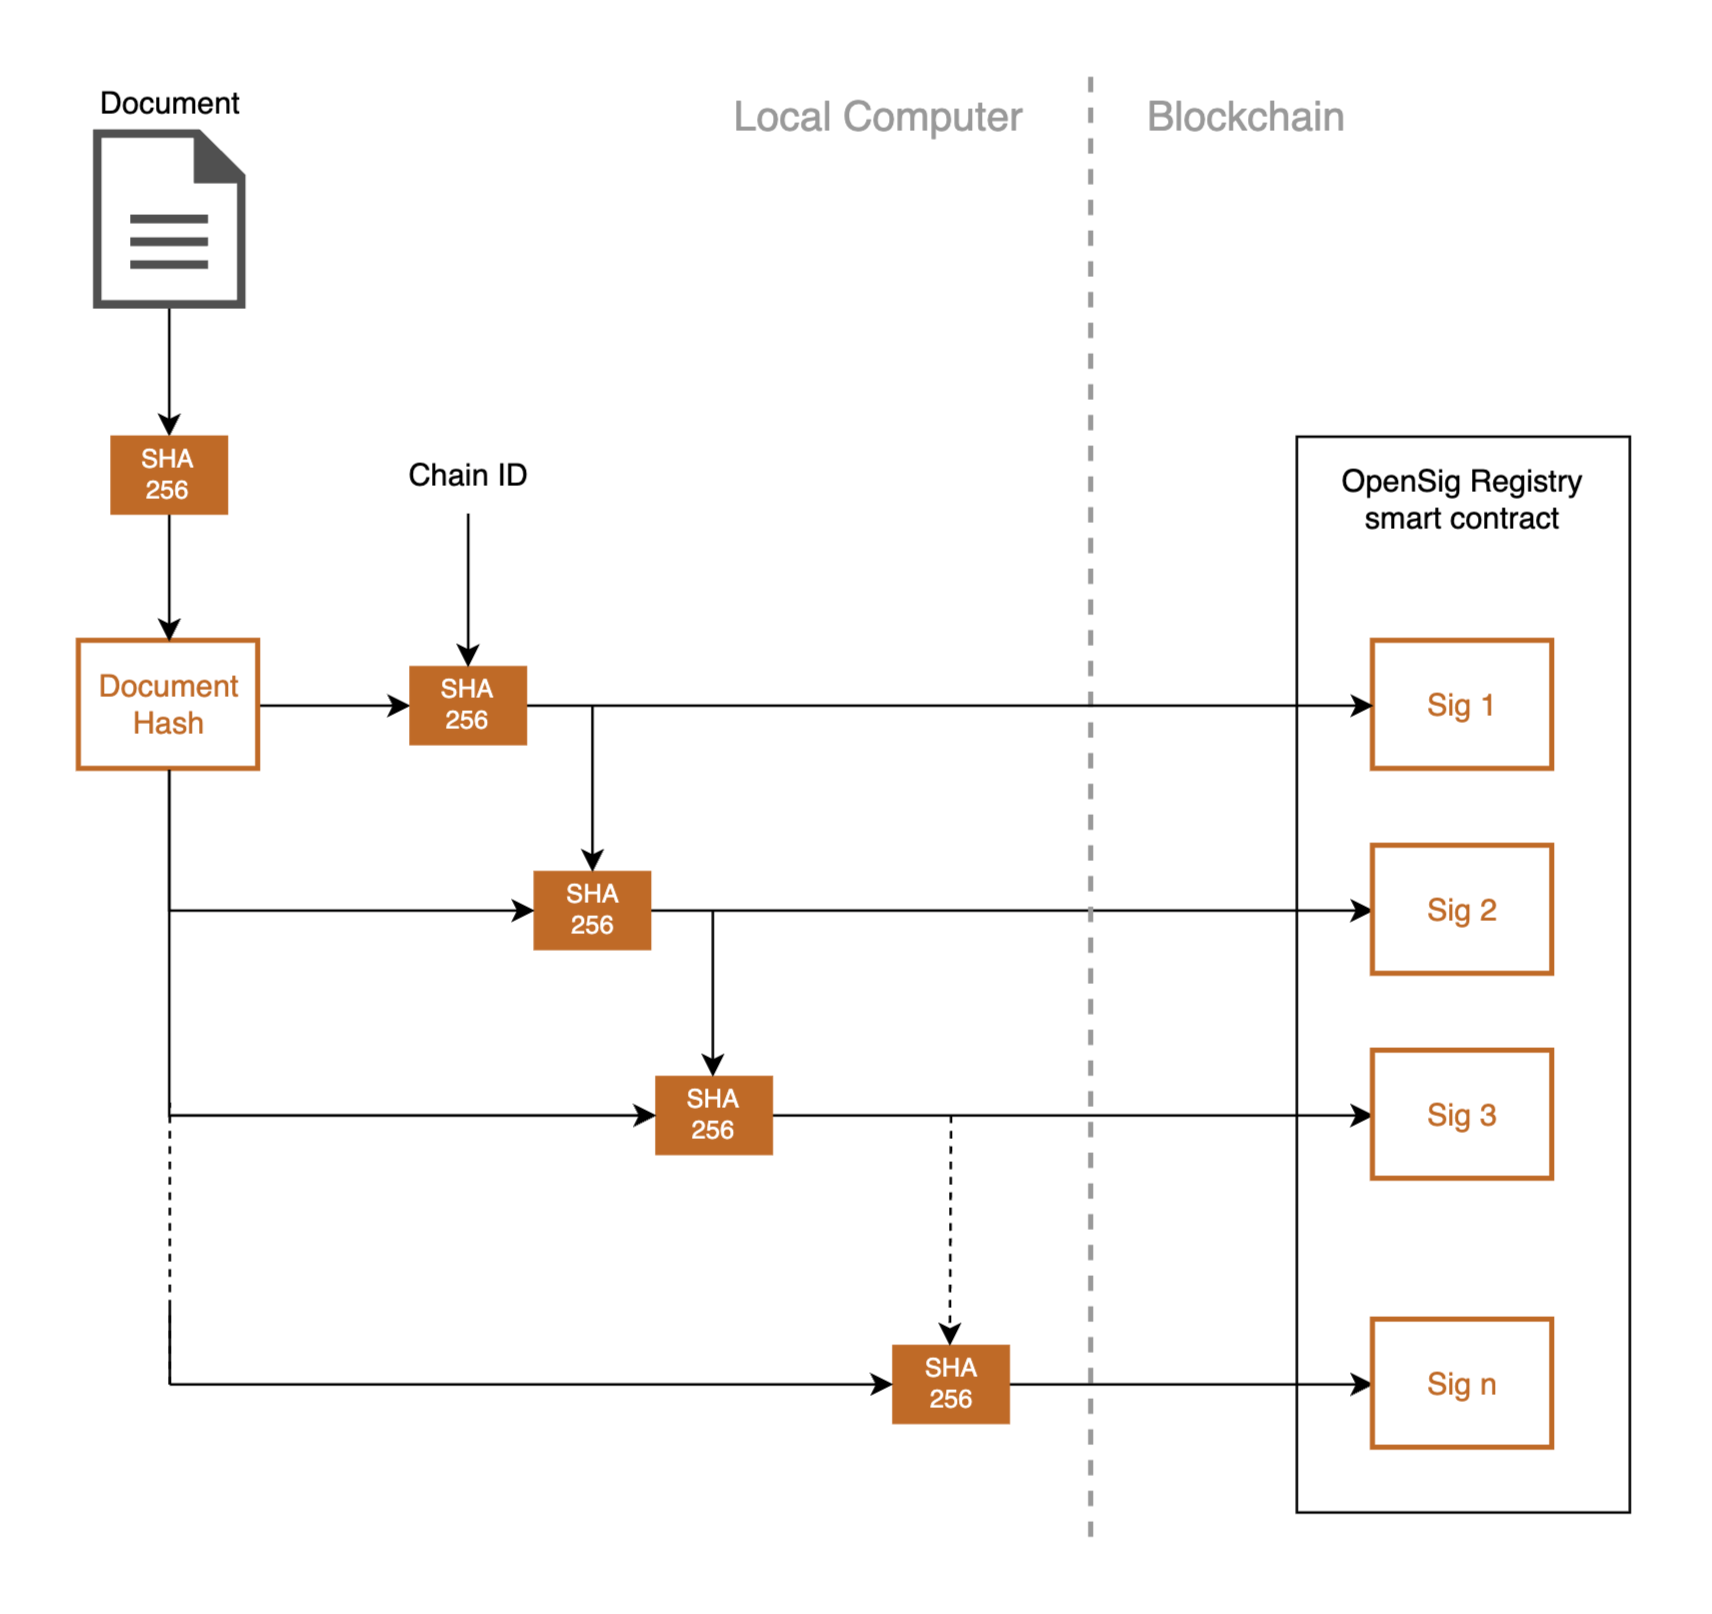 Document
Local Computer
Blockchain
SHA
256
Chain ID
OpenSig Registry
smart contract
Document
Hash
SHA
256
Sig 1
SHA
256
Sig 2
SHA
256
Sig 3
SHA
256
Sig n